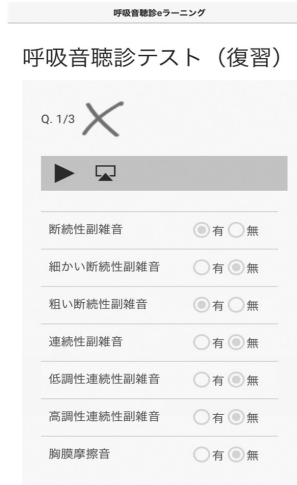 呼吸音聴診eラーニング
呼吸音聴診テスト（復習）
Q. 1/3
断続性副雑音 有 無
細かい断続性副雑音 有 無
粗い断続性副雑音 有 無
連続性副雑音 有 無
低調性連続性副雑音 有 無
高調性連続性副雑音 有 無
胸膜摩擦音 有 無